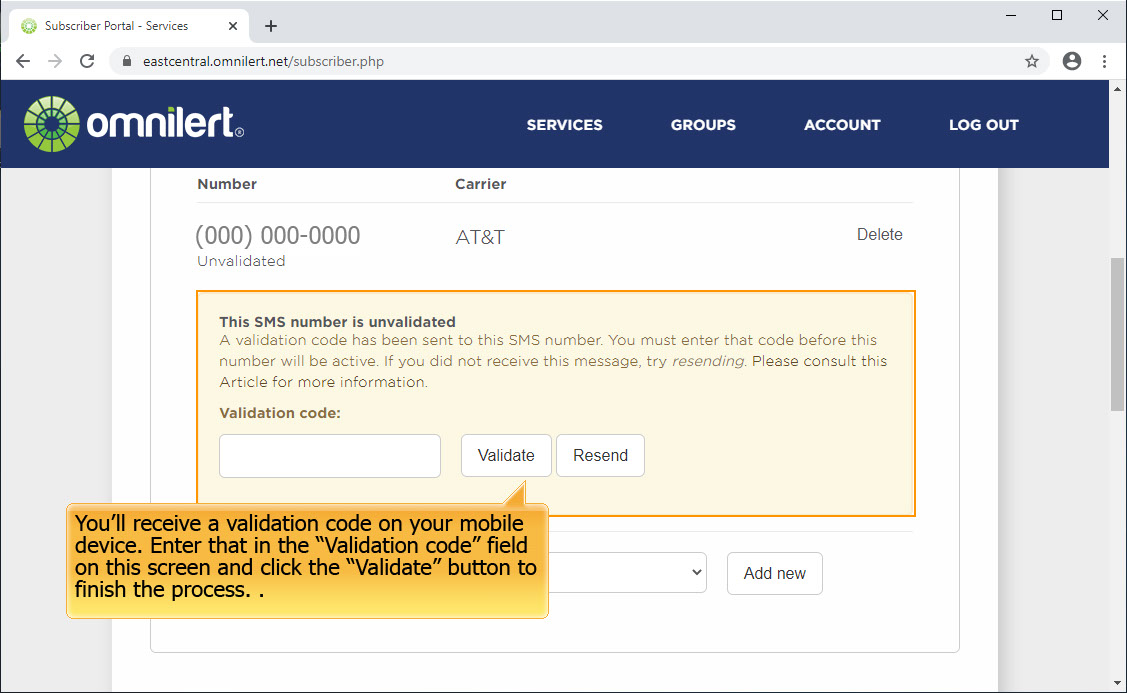 Subscriber Portal - Services
eastcentral.omnilert.net/subscriber.php
omnilert®
SERVICES GROUPS ACCOUNT LOG OUT
Number Carrier
(000) 000-0000 AT&T Delete
Unvalidated
This SMS number is unvalidated
A validation code has been sent to this SMS number. You must enter that code before this
number will be active. If you did not receive this message, try resending. Please consult this
Article for more information.
Validation code:
Validate Resend
You’ll receive a validation code on your mobile
device. Enter that in the “Validation code” field
on this screen and click the “Validate” button to
finish the process. .
Add new